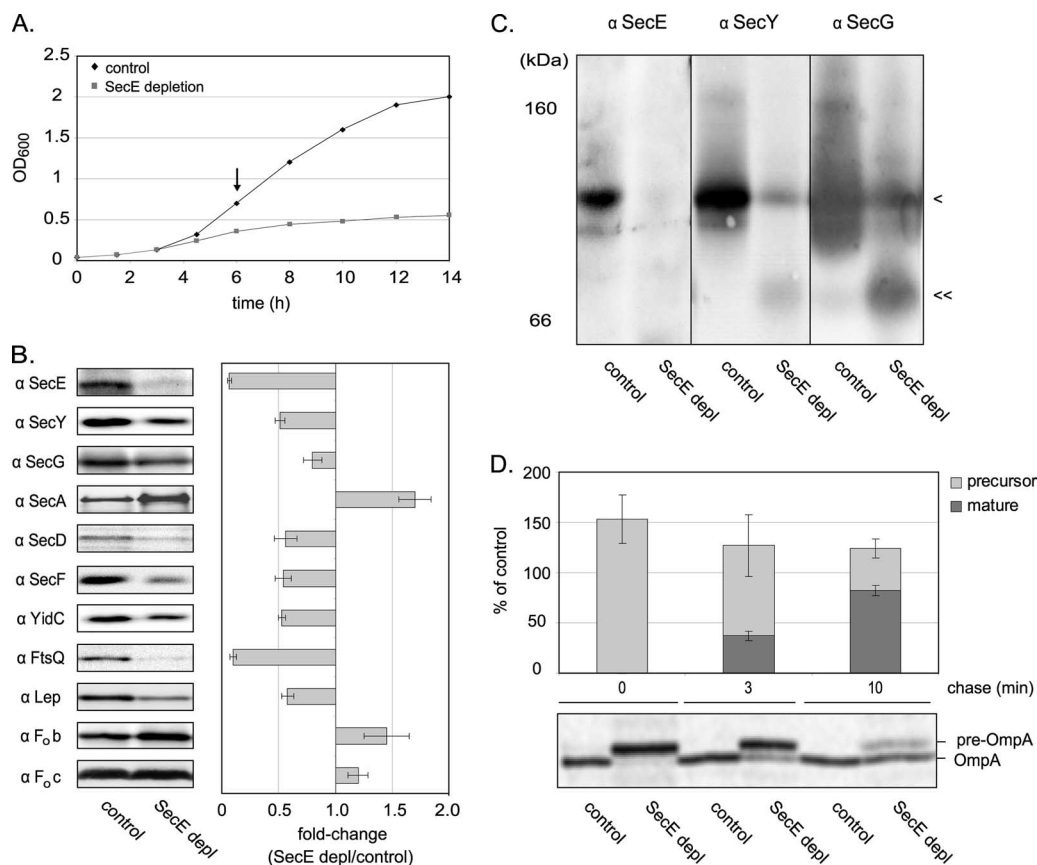 A.
2.5
2
1.5
1
0.5
0
OD600
control
SecE depletion
0 2 4 6 8 10 12 14
time (h)
B.
α SecE
α SecY
α SecG
α SecA
α SecD
α SecF
α YidC
α FtsQ
α Lep
α Fob
α Foc
control
SecE depl
0 0.5 1.0 1.5 2.0
fold-change
(SecE depl/control)
C.
α SecE α SecY α SecG
(kDa)
160
66
<
<<
control SecE depl control SecE depl control SecE depl
D.
200
150
100
50
0
% of control
precursor
mature
0 3 10 chase (min)
pre-OmpA
OmpA
control SecE depl control SecE depl control SecE depl